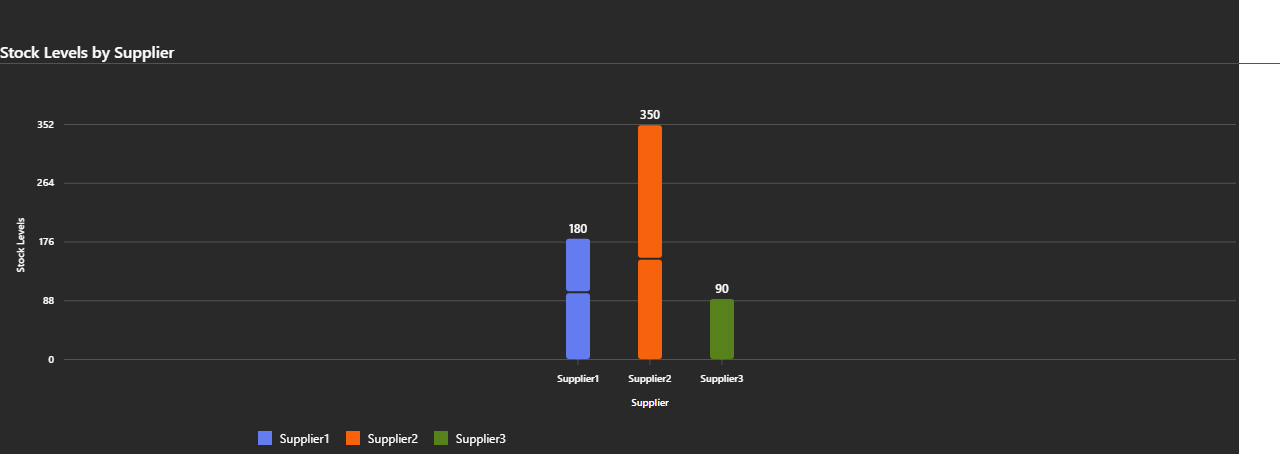 Stock Levels by Supplier
350
352
264
180
176
Stock Levels
90
88
0
Supplier1 Supplier2 Supplier3
Supplier
Supplier1 Supplier2 Supplier3